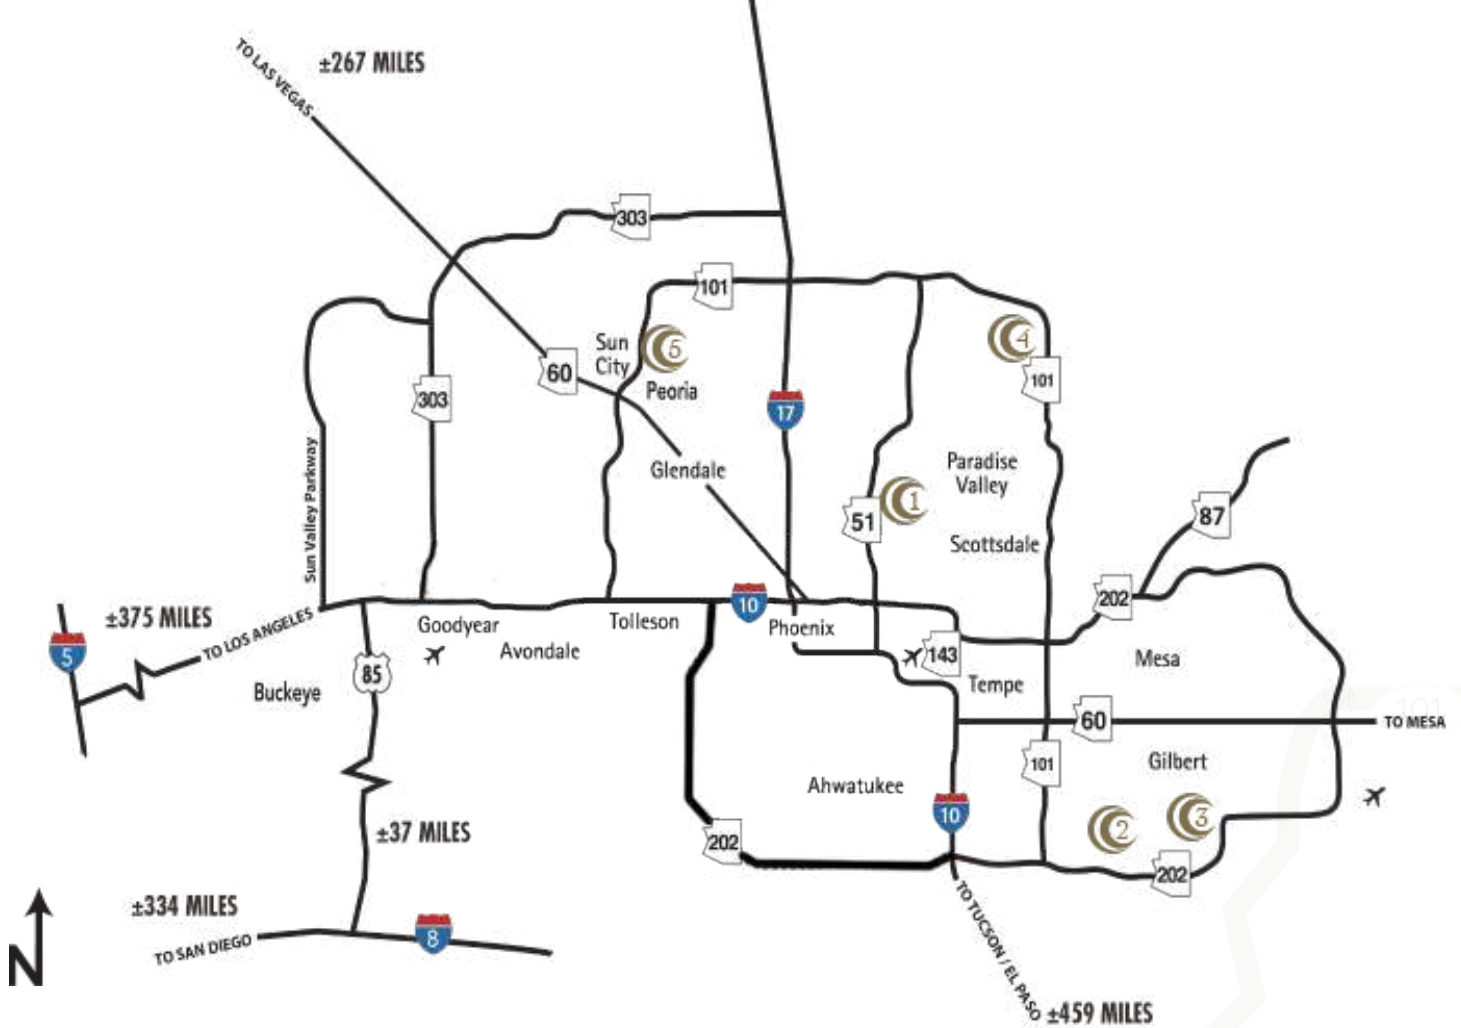 TO LAS VEGAS
±267 MILES
303
101
Sun
City
5
4
60
Peoria
101
303
17
Sun Valley Parkway
Glendale
Paradise
Valley
1
51
87
Scottsdale
202
10
±375 MILES
TO LOS ANGELES
Goodyear
Tolleson
Phoenix
5
Avondale
143
Mesa
85
Buckeye
Tempe
101
60
TO MESA
101
Gilbert
Ahwatukee
10
2
3
±37 MILES
202
202
±334 MILES
TO SAN DIEGO
8
N
TO TUCSON / EL PASO
±459 MILES